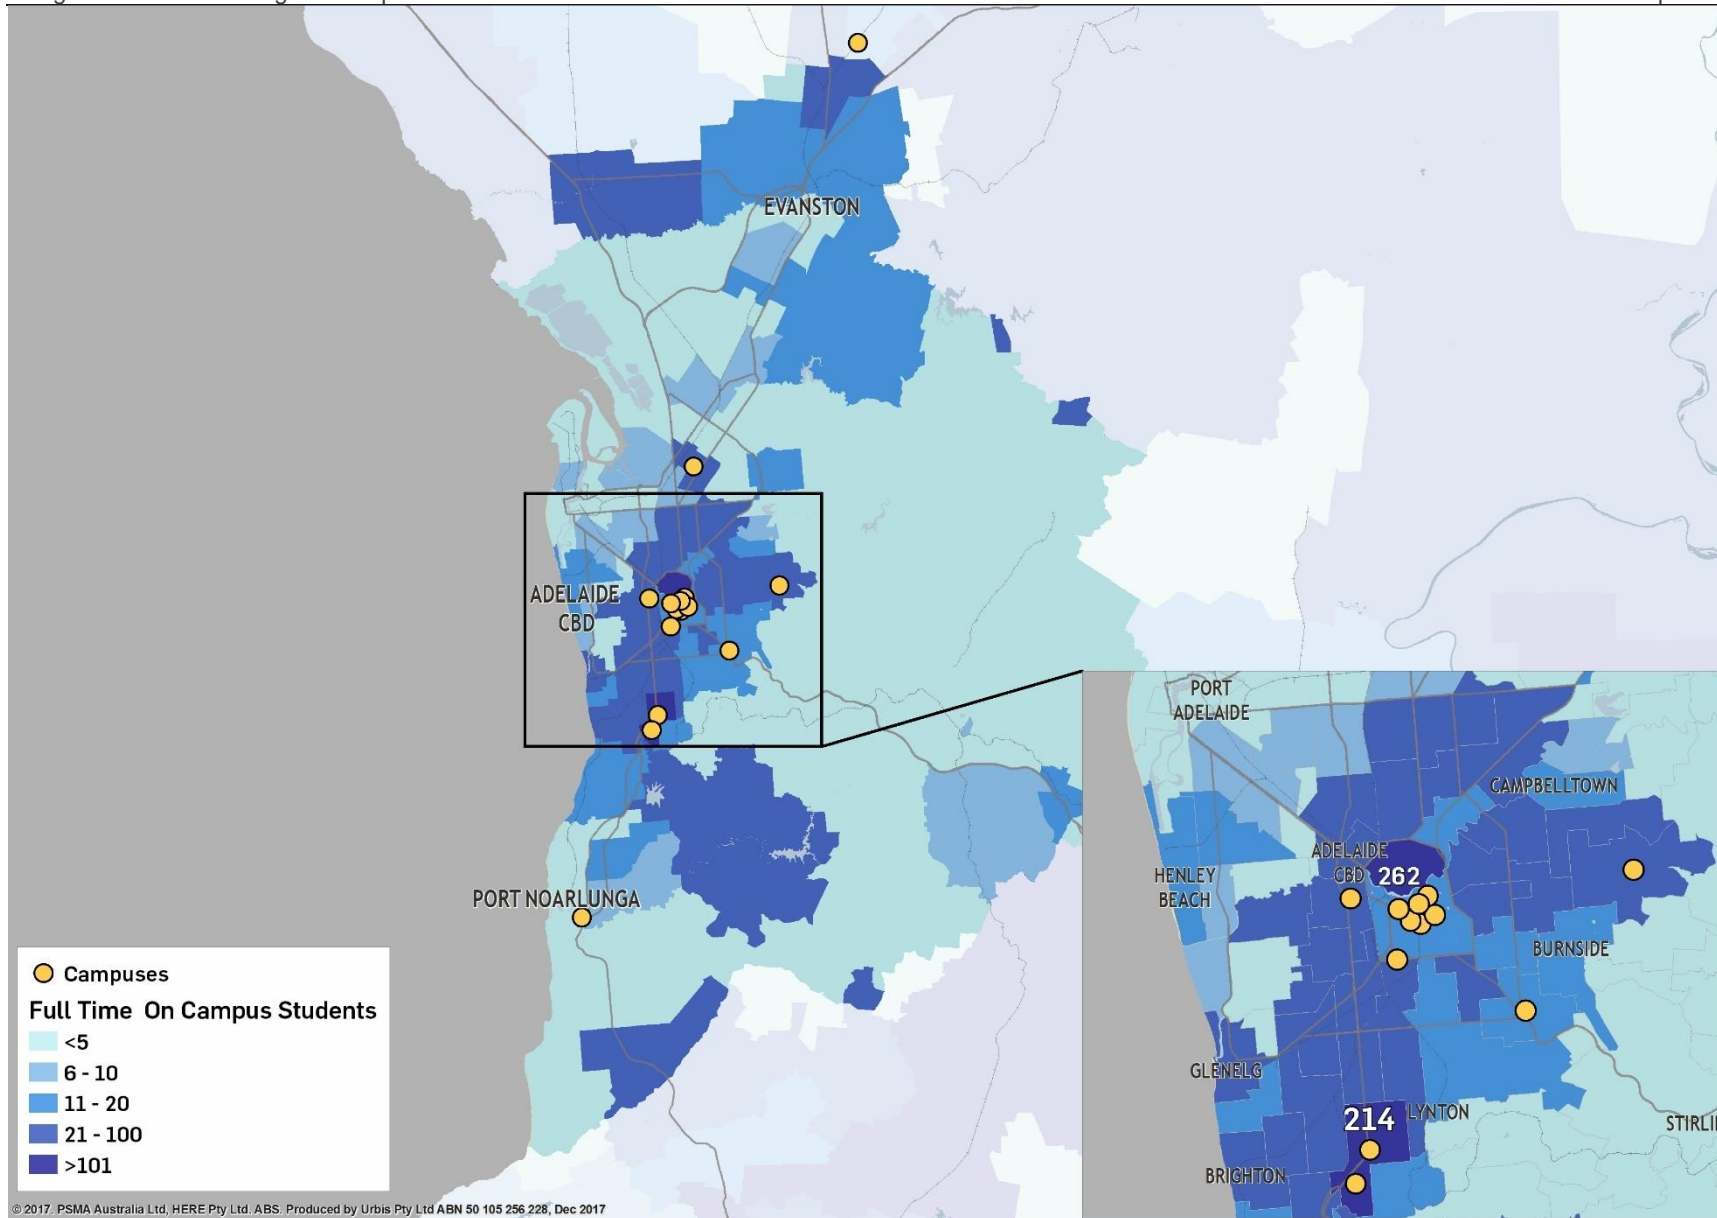 EVANSTON
ADELAIDE
CBD
PORT NOARLUNGA
PORT
ADELAIDE
CAMPBELLTOWN
ADELAIDE
CBD
262
HENLEY
BEACH
BURNSIDE
GLENELG
214
LYNTON
STIRLI
BRIGHTON
Campuses
Full Time On Campus Students
<5
6 - 10
11 - 20
21 - 100
>101
© 2017. PSMA Australia Ltd, HERE Pty Ltd. ABS. Produced by Urbis Pty Ltd ABN 50 105 256 228, Dec 2017